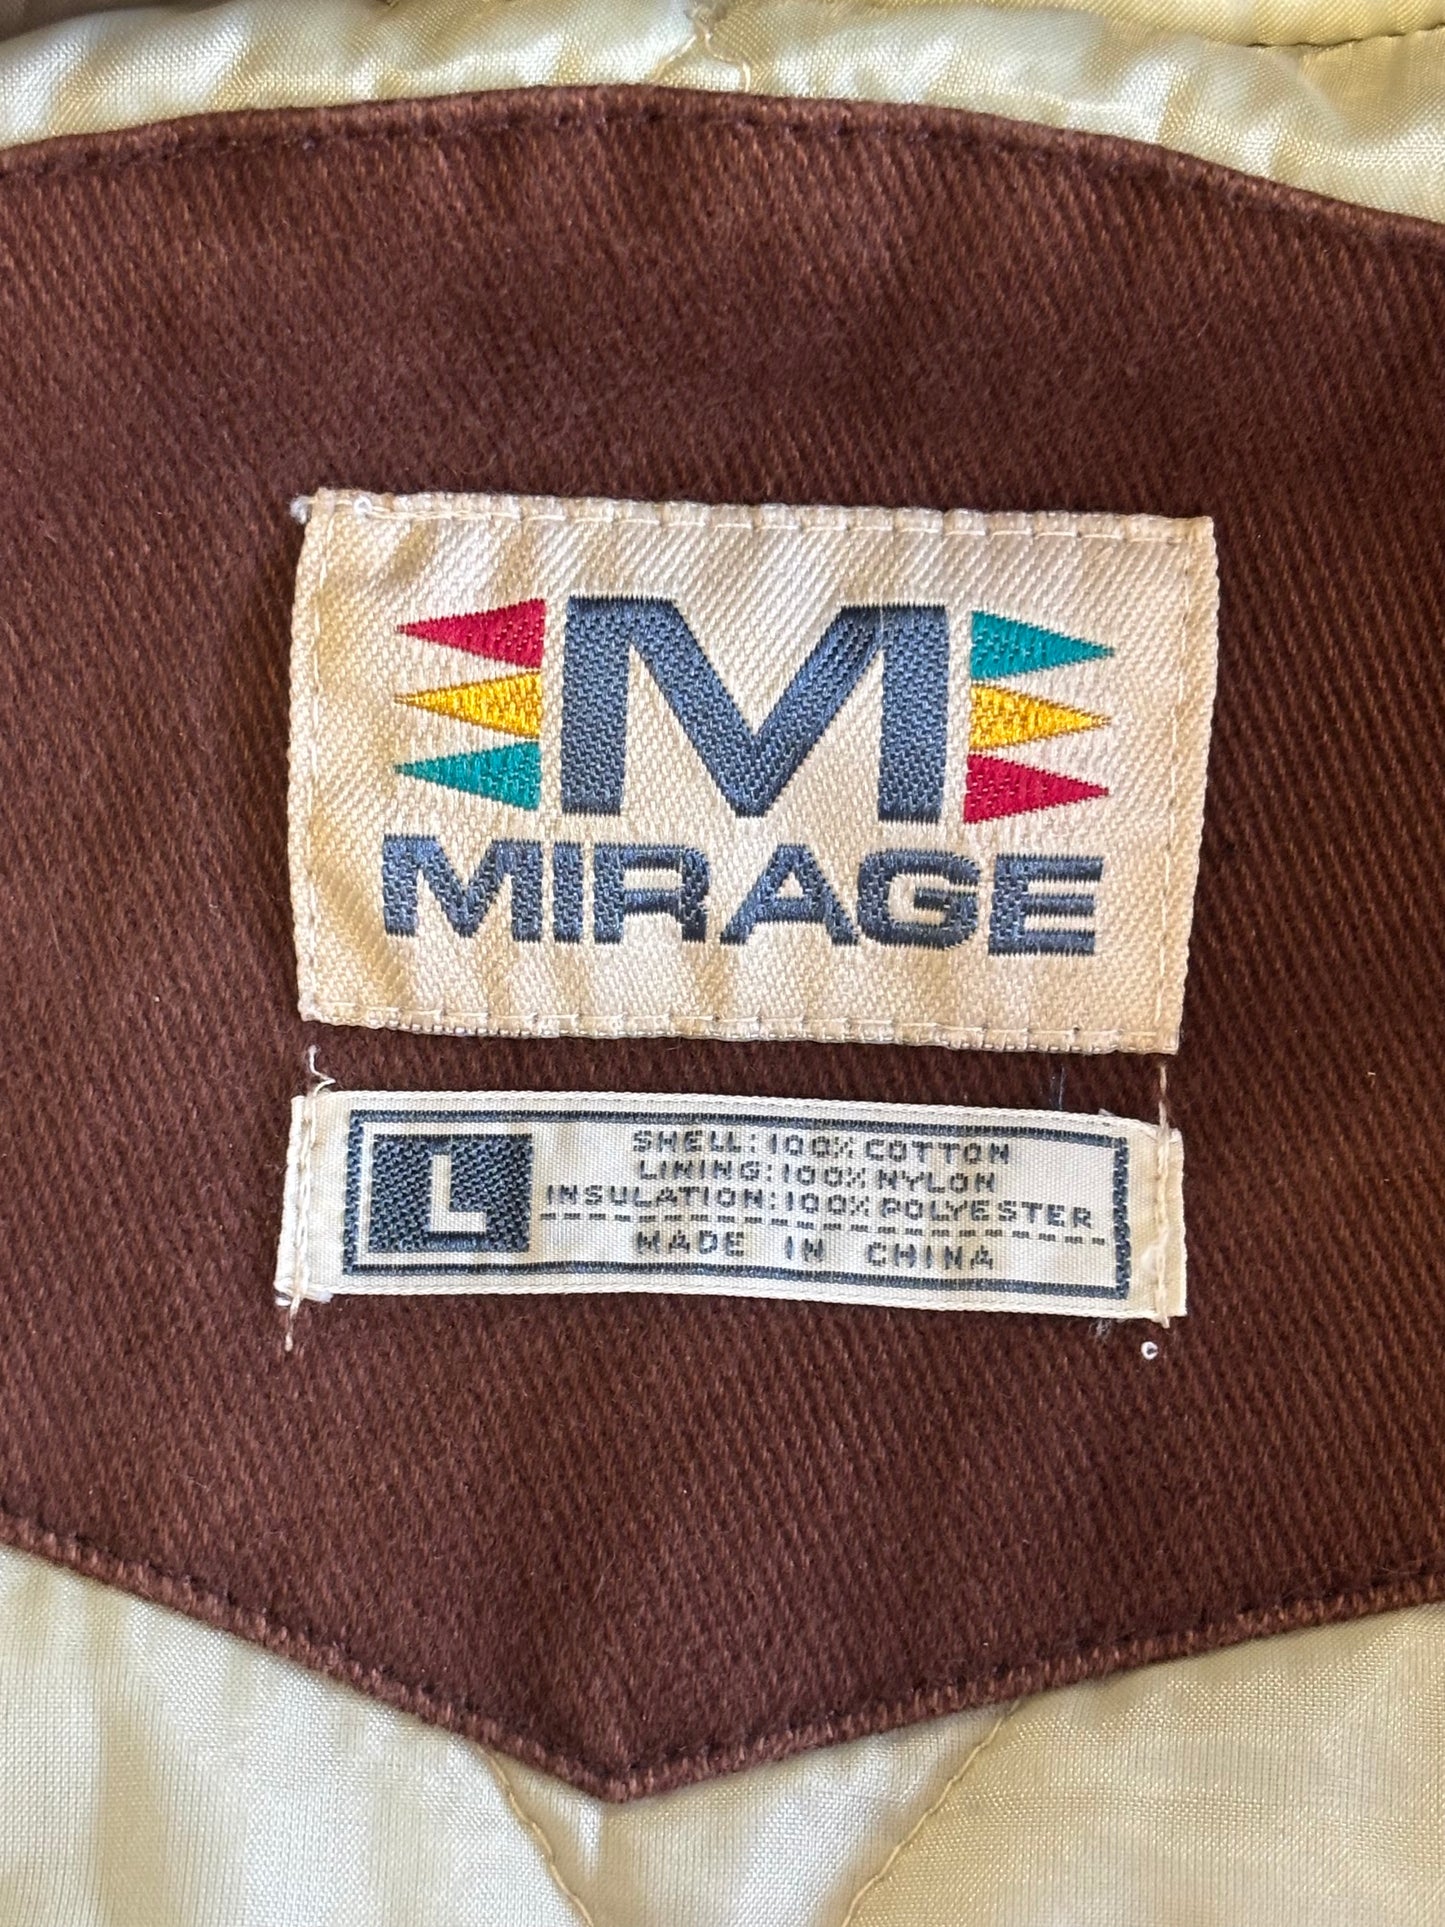 M
MIRAGE
L
SHELL: 100% COTTON
LINING: 100% NYLON
INSULATION: 100% POLYESTER
MADE IN CHINA